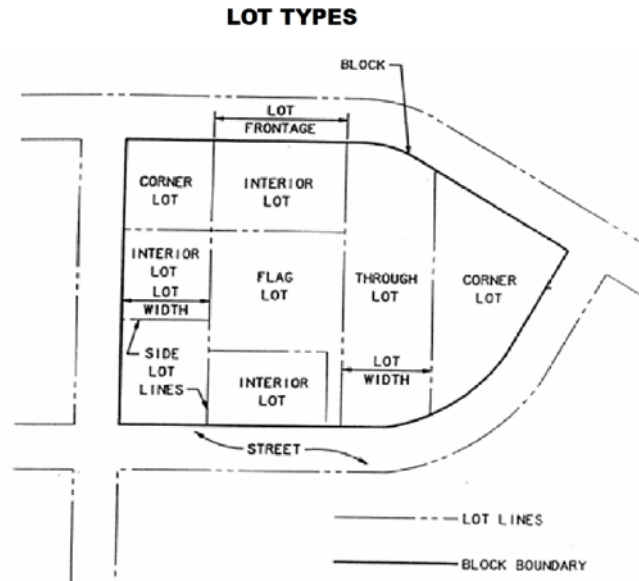 LOT TYPES
BLOCK
LOT
FRONTAGE
CORNER
LOT
INTERIOR
LOT
INTERIOR
LOT
LOT
WIDTH
FLAG
LOT
THROUGH
LOT
CORNER
LOT
SIDE
LOT
LINES
INTERIOR
LOT
LOT
WIDTH
STREET
LOT LINES
BLOCK BOUNDARY